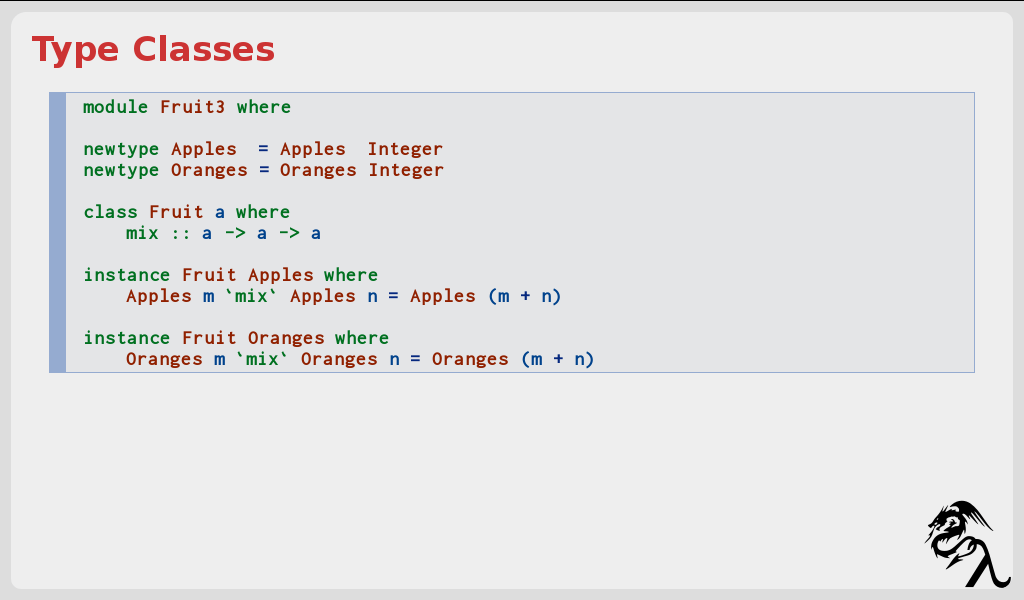 Type Classes
module Fruit3 where
newtype Apples  = Apples  Integer
newtype Oranges = Oranges Integer
class Fruit a where
    mix :: a -> a -> a
instance Fruit Apples where
    Apples m `mix` Apples n = Apples (m + n)
instance Fruit Oranges where
    Oranges m `mix` Oranges n = Oranges (m + n)